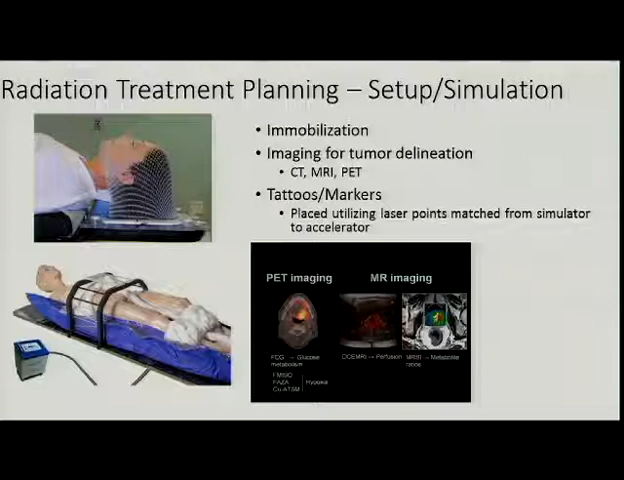 Radiation Treatment Planning – Setup/Simulation
• Immobilization
• Imaging for tumor delineation
• CT, MRI, PET
• Tattoos/Markers
• Placed utilizing laser points matched from simulator
to accelerator
PET imaging
MR imaging
FCG → Glucose
metabolism
FMISO
FAZA
Cu-ATSM
Hypoxia
DCEMRI → Perfusion
MRSI → Metabolite
ratios